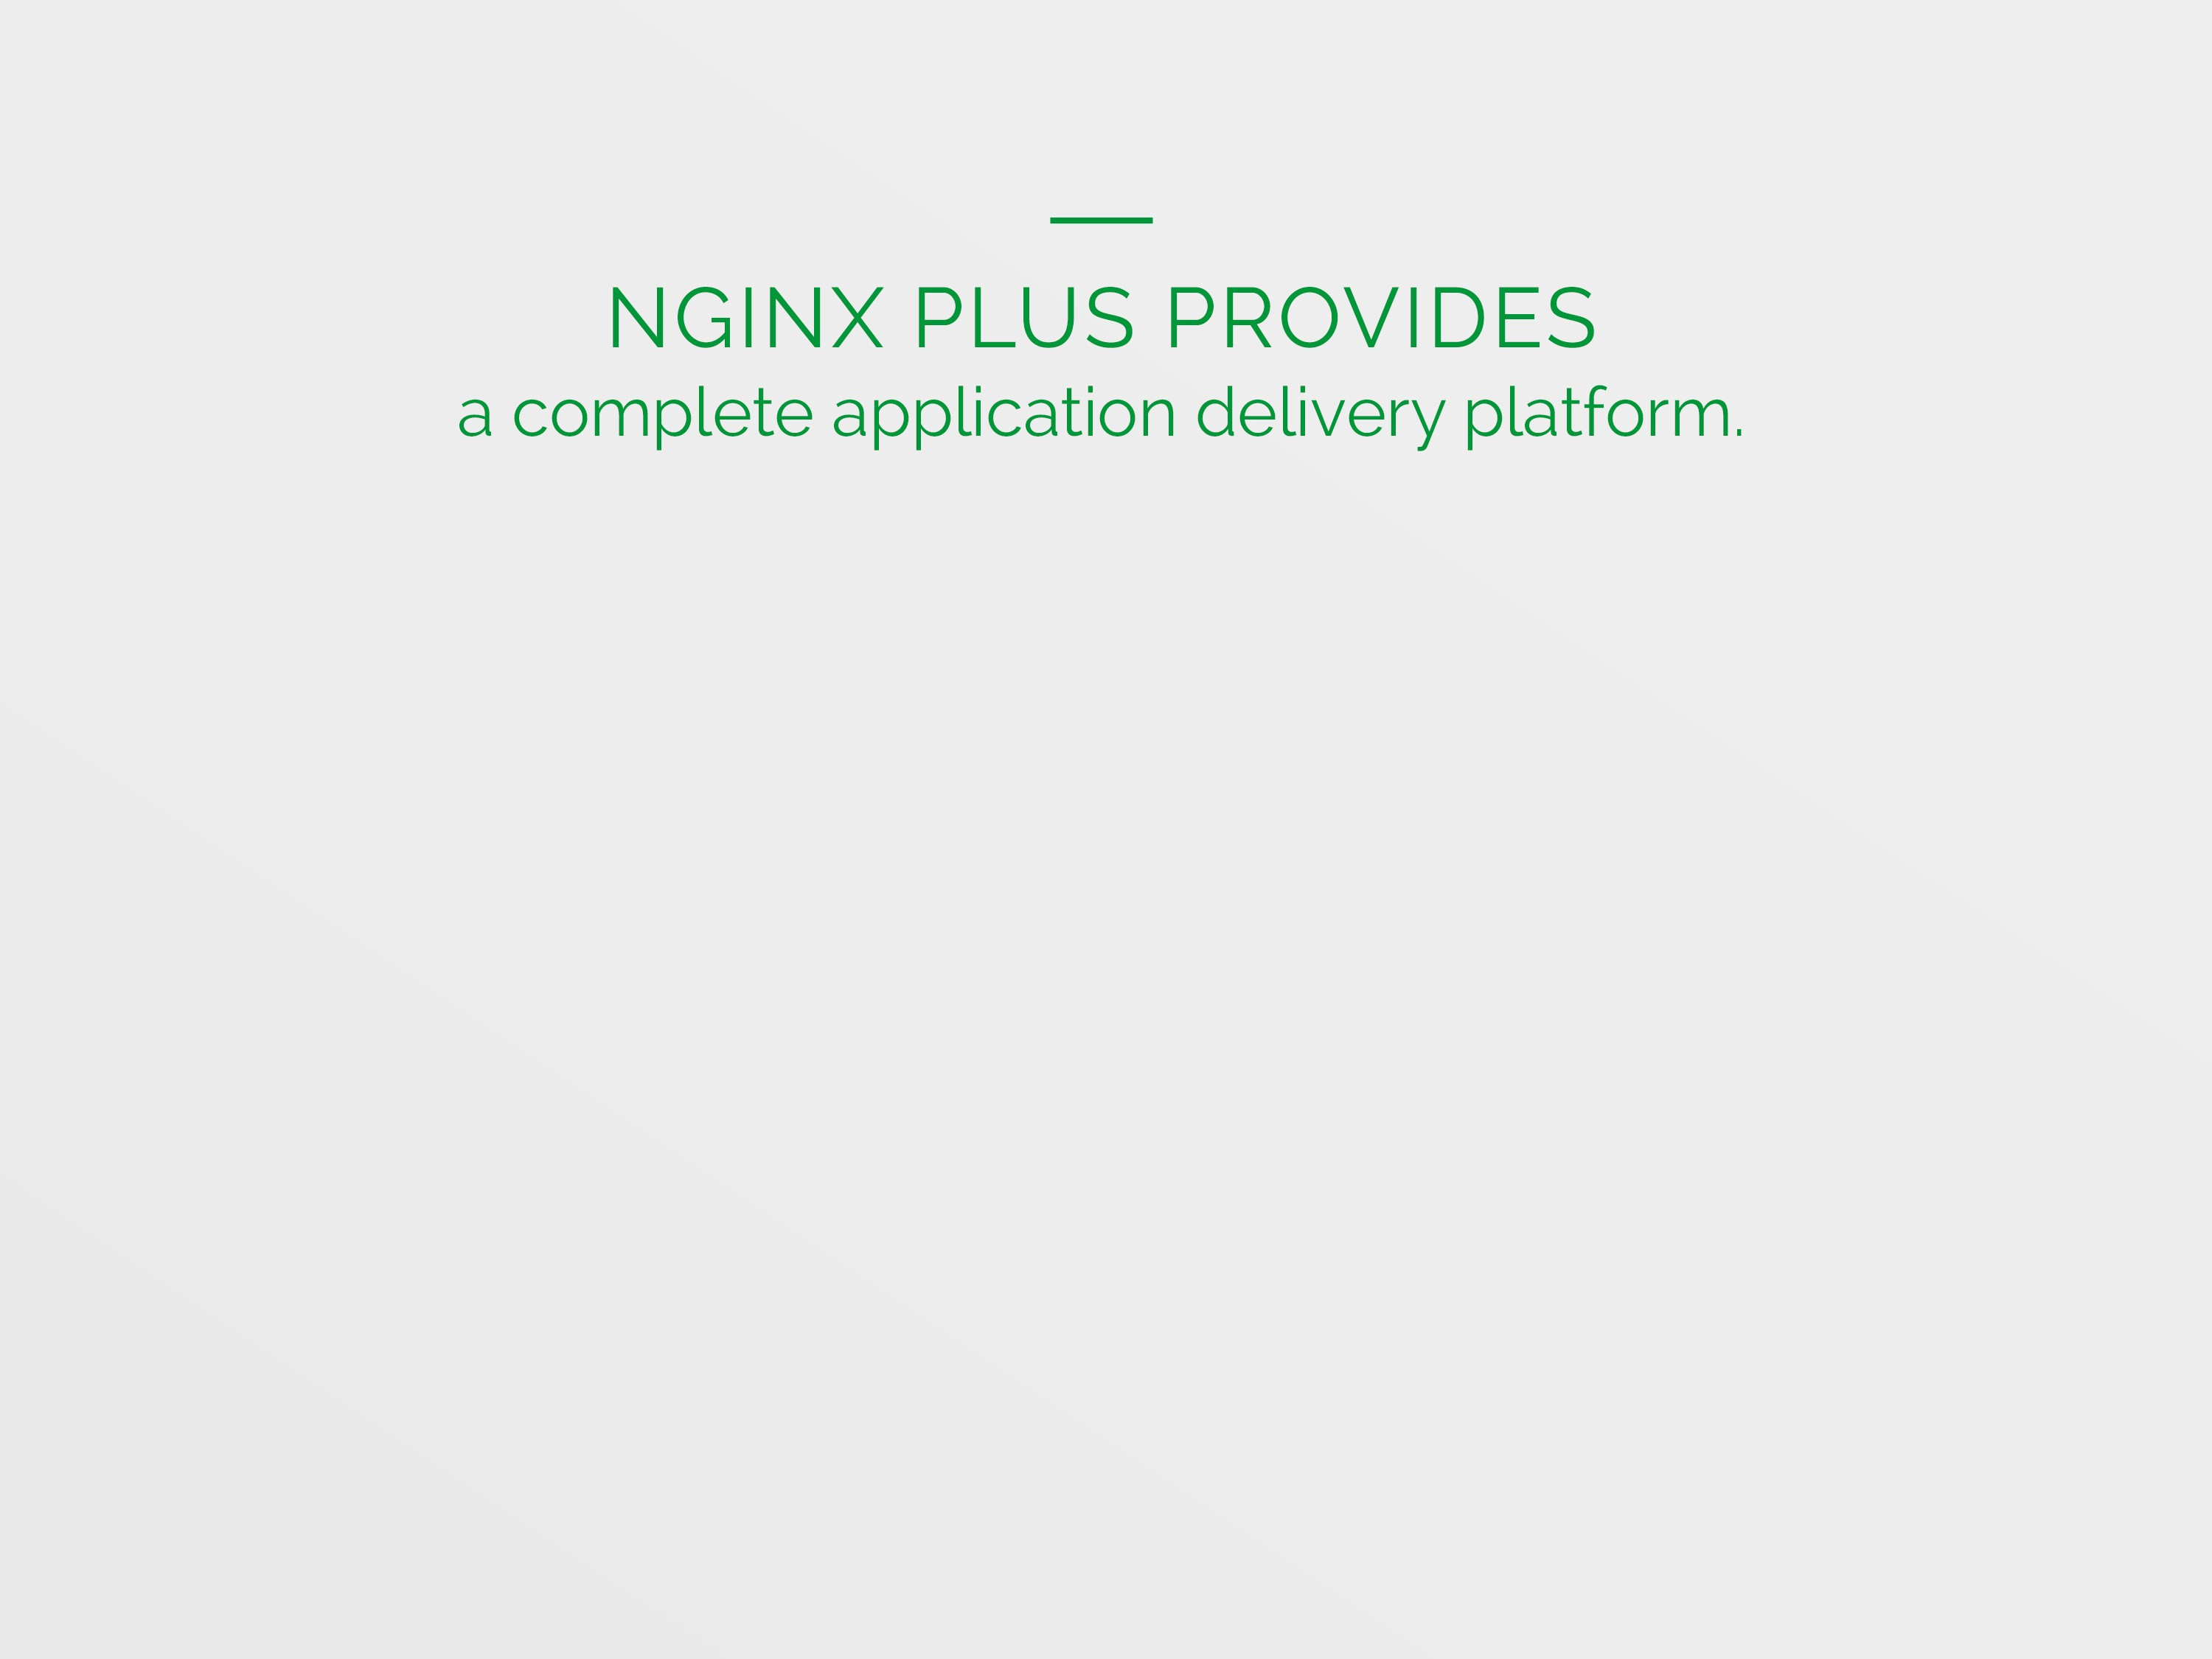 NGINX PLUS PROVIDES
a complete application delivery platform.